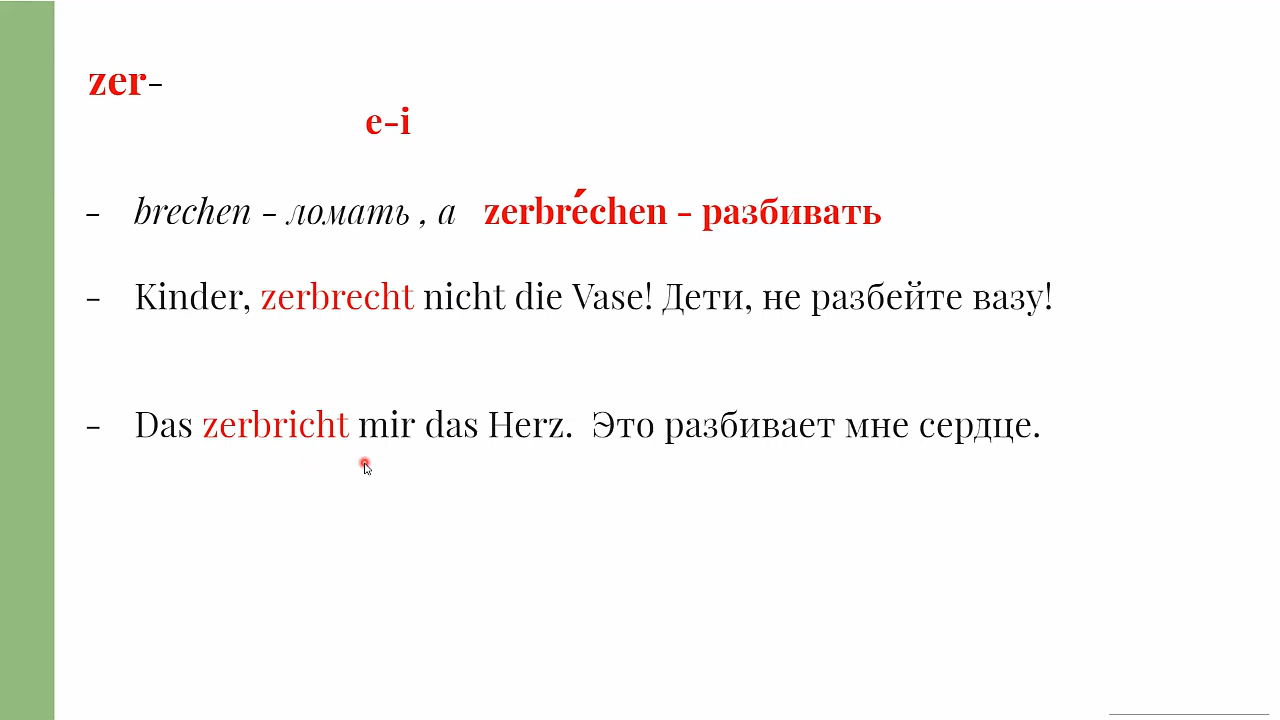 zer-
e-i
- brechen - ломать , а zerbréchen - разбивать
- Kinder, zerbrecht nicht die Vase! Дети, не разбейте вазу!
- Das zerbricht mir das Herz. Это разбивает мне сердце.